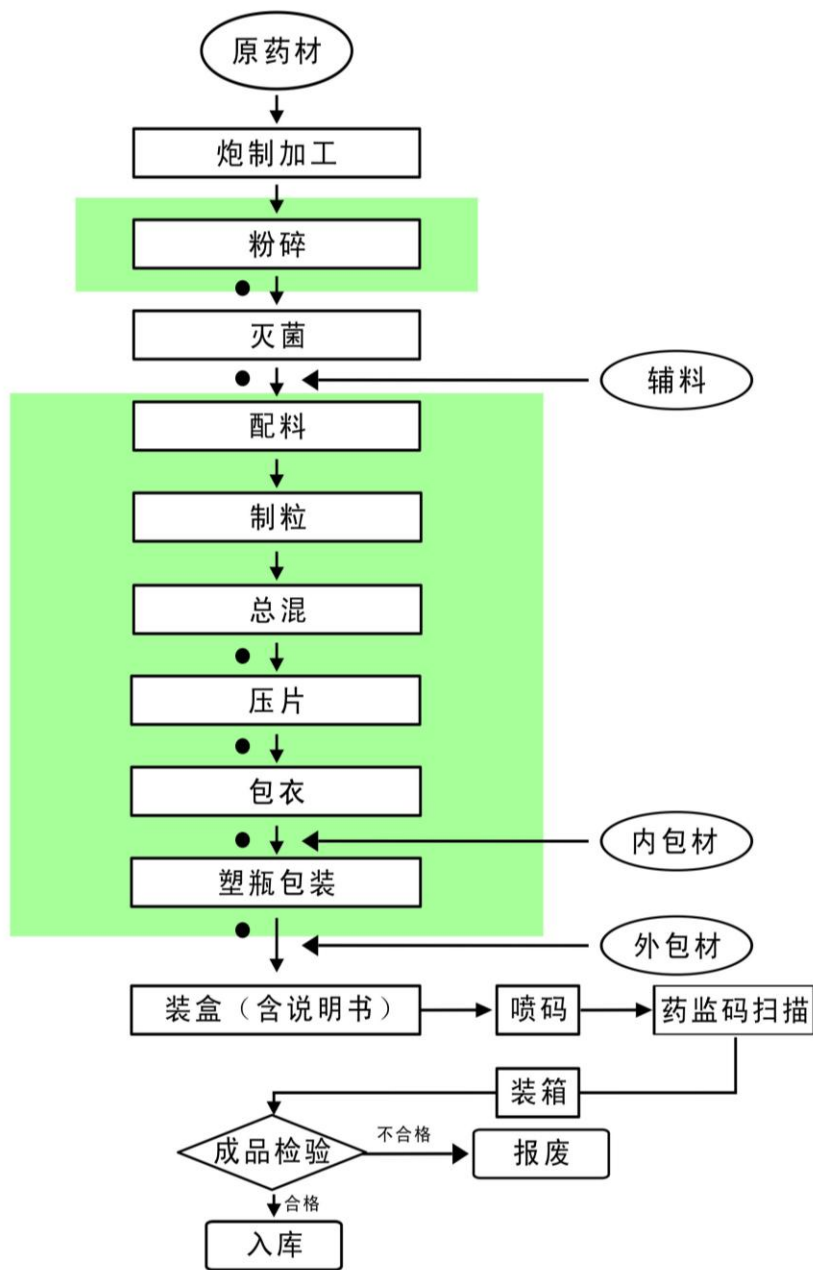 原药材
炮制加工
粉碎
灭菌
辅料
配料
制粒
总混
压片
包衣
内包材
塑瓶包装
外包材
装盒（含说明书）
喷码
药监码扫描
装箱
成品检验
不合格
报废
合格
入库